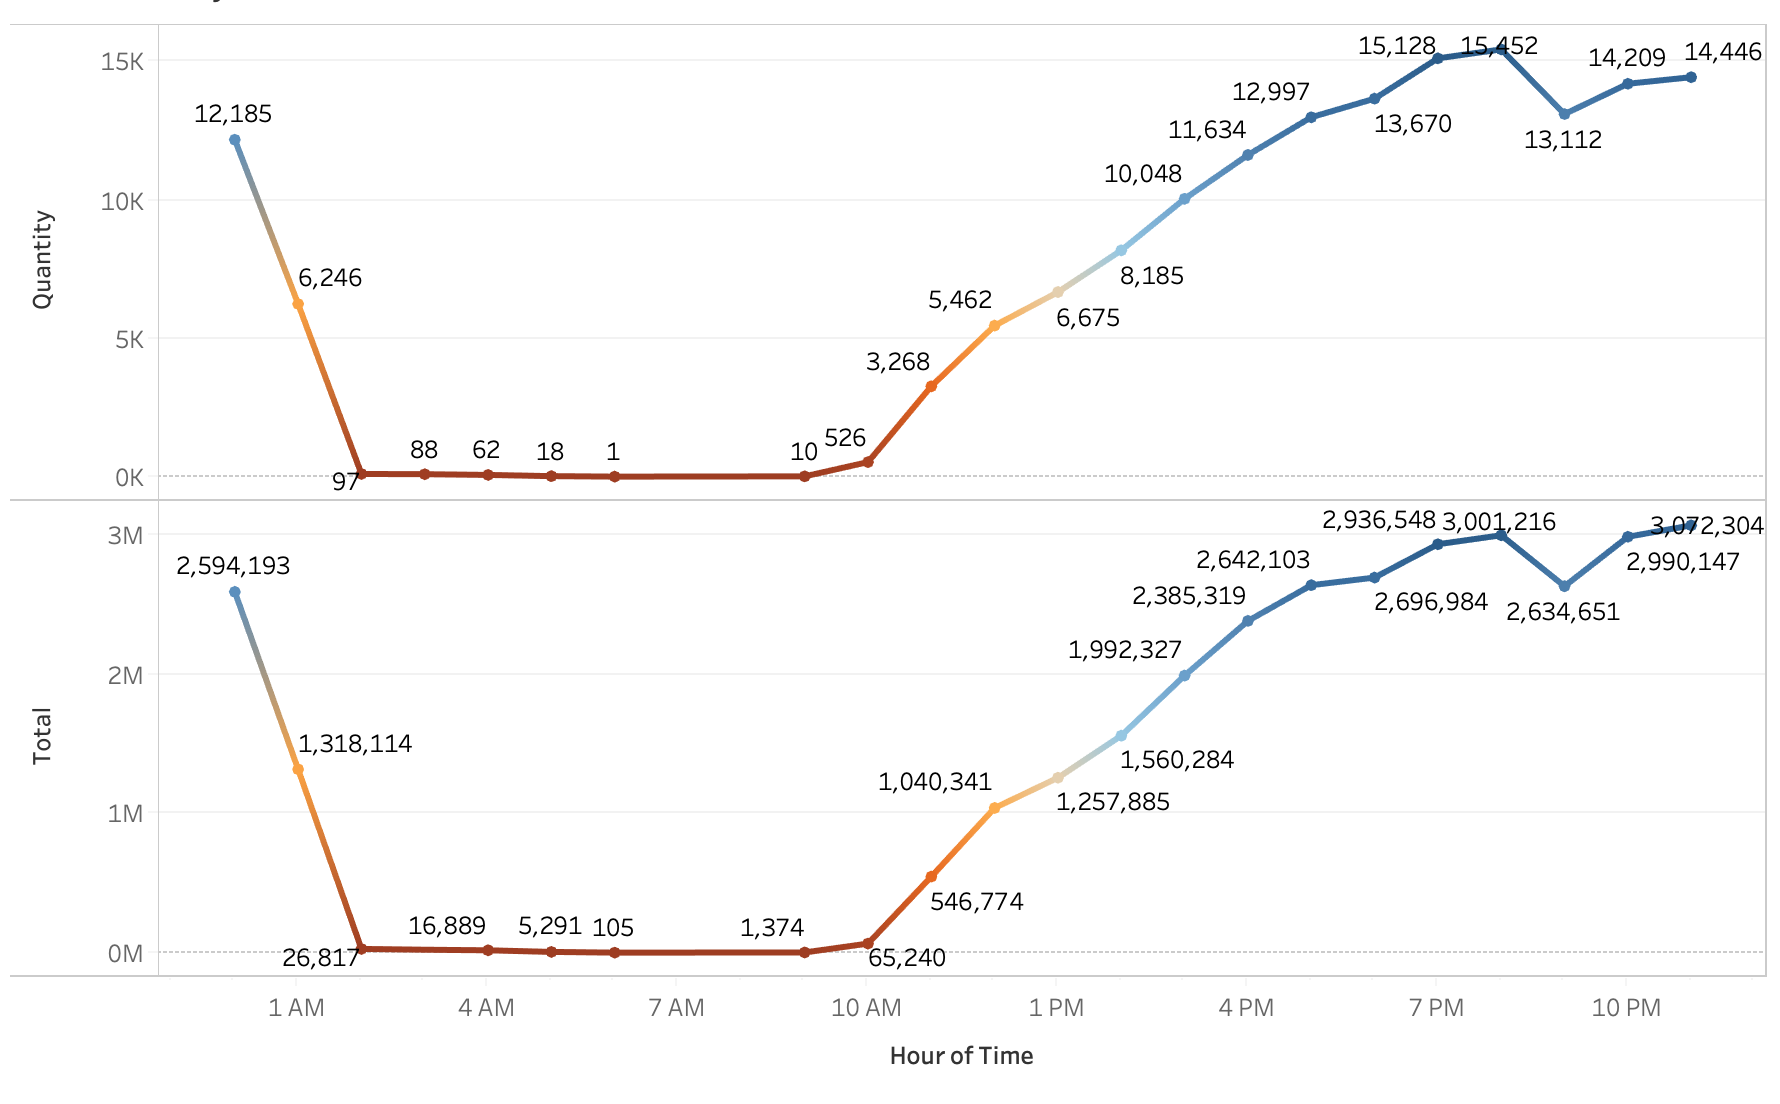 15K
10K
5K
0K
Quantity
12,185
6,246
97
88
62
18
1
10
526
3,268
5,462
6,675
8,185
10,048
11,634
12,997
13,670
15,128
15,452
13,112
14,209
14,446
3M
2M
1M
0M
Total
2,594,193
1,318,114
26,817
16,889
5,291
105
1,374
65,240
546,774
1,040,341
1,257,885
1,560,284
1,992,327
2,385,319
2,642,103
2,696,984
2,936,548
3,001,216
2,634,651
2,990,147
3,072,304
1 AM
4 AM
7 AM
10 AM
1 PM
4 PM
7 PM
10 PM
Hour of Time